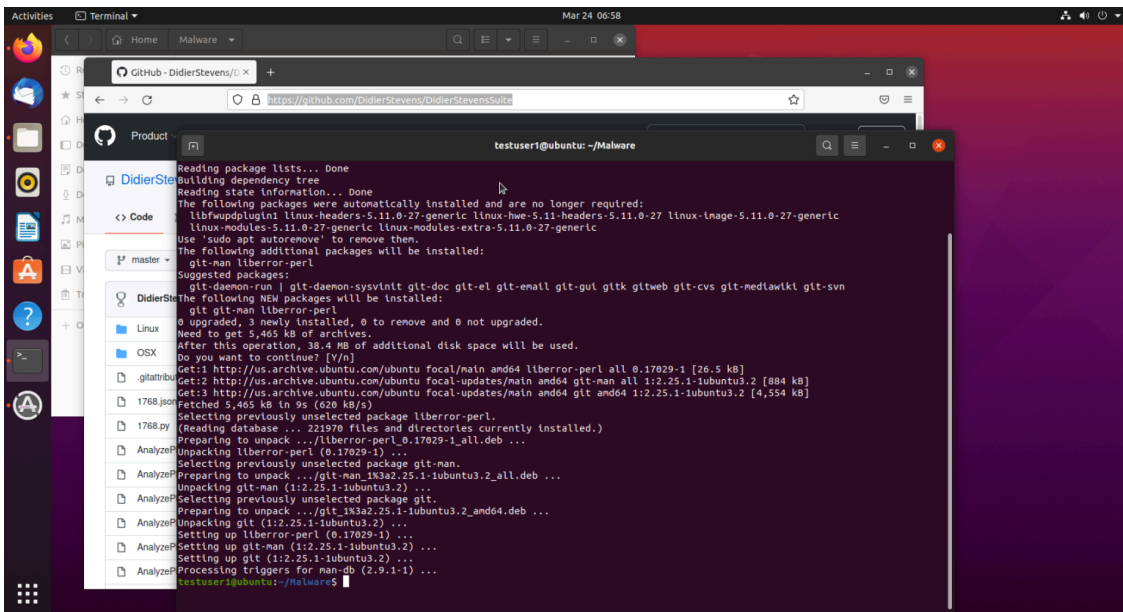 Activities
Terminal
Mar 24 06:58
Home Malware
GitHub - DidierStevens/D
https://github.com/DidierStevens/DidierStevensSuite
Product
testuser1@ubuntu: ~/Malware
DidierSte
Code
master
DidierSte
Linux
OSX
.gitattribu
1768.json
1768.py
AnalyzeP
AnalyzeP
AnalyzeP
AnalyzeP
AnalyzeP
AnalyzeP
Reading package lists... Done
Building dependency tree
Reading state information... Done
The following packages were automatically installed and are no longer required:
libfwupdplugin1 linux-headers-5.11.0-27-generic linux-hwe-5.11-headers-5.11.0-27 linux-image-5.11.0-27-generic
linux-modules-5.11.0-27-generic linux-modules-extra-5.11.0-27-generic
Use 'sudo apt autoremove' to remove them.
The following additional packages will be installed:
git-man liberror-perl
Suggested packages:
git-daemon-run | git-daemon-sysvinit git-doc git-el git-email git-gui gitk gitweb git-cvs git-mediawiki git-svn
The following NEW packages will be installed:
git git-man liberror-perl
0 upgraded, 3 newly installed, 0 to remove and 0 not upgraded.
Need to get 5,465 kB of archives.
After this operation, 38.4 MB of additional disk space will be used.
Do you want to continue? [Y/n]
Get:1 http://us.archive.ubuntu.com/ubuntu focal/main amd64 liberror-perl all 0.17029-1 [26.5 kB]
Get:2 http://us.archive.ubuntu.com/ubuntu focal-updates/main amd64 git-man all 1:2.25.1-1ubuntu3.2 [884 kB]
Get:3 http://us.archive.ubuntu.com/ubuntu focal-updates/main amd64 git amd64 1:2.25.1-1ubuntu3.2 [4,554 kB]
Fetched 5,465 kB in 9s (620 kB/s)
Selecting previously unselected package liberror-perl.
(Reading database ... 221970 files and directories currently installed.)
Preparing to unpack .../liberror-perl_0.17029-1_all.deb ...
Unpacking liberror-perl (0.17029-1) ...
Selecting previously unselected package git-man.
Preparing to unpack .../git-man_1%3a2.25.1-1ubuntu3.2_all.deb ...
Unpacking git-man (1:2.25.1-1ubuntu3.2) ...
Selecting previously unselected package git.
Preparing to unpack .../git_1%3a2.25.1-1ubuntu3.2_amd64.deb ...
Unpacking git (1:2.25.1-1ubuntu3.2) ...
Setting up liberror-perl (0.17029-1) ...
Setting up git-man (1:2.25.1-1ubuntu3.2) ...
Setting up git (1:2.25.1-1ubuntu3.2) ...
Processing triggers for man-db (2.9.1-1) ...
testuser1@ubuntu:~/Malware$